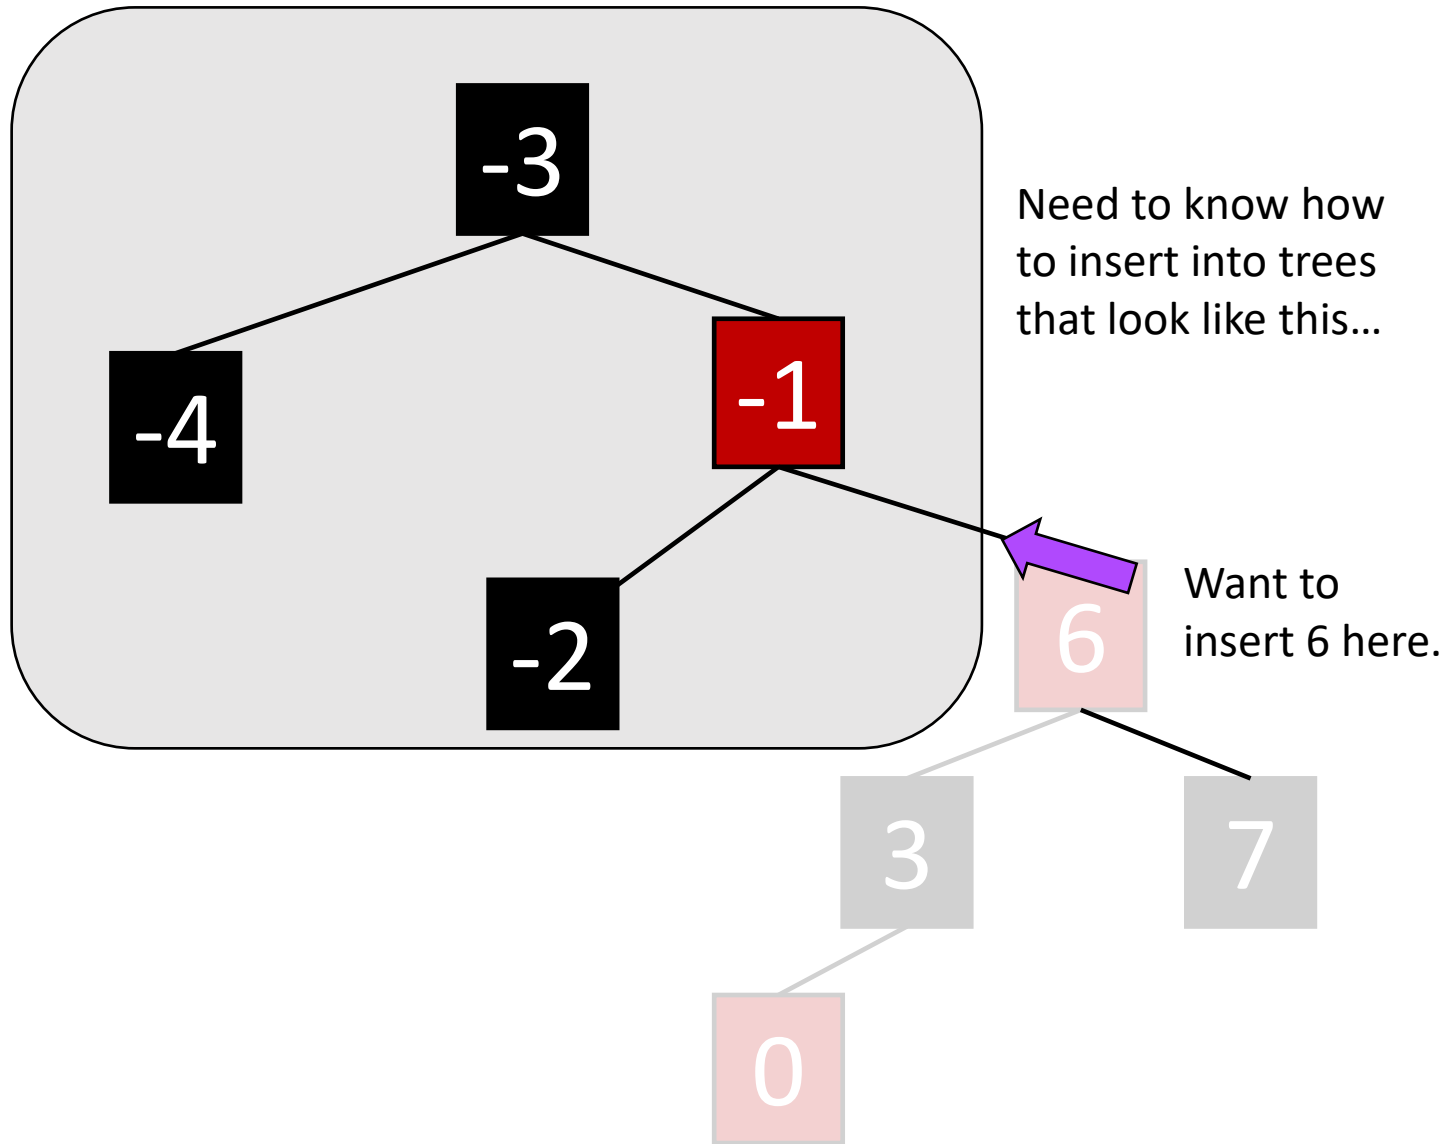 -3
Need to know how
to insert into trees
that look like this…
-4
-1
Want to
insert 6 here.
6
-2
3
7
0